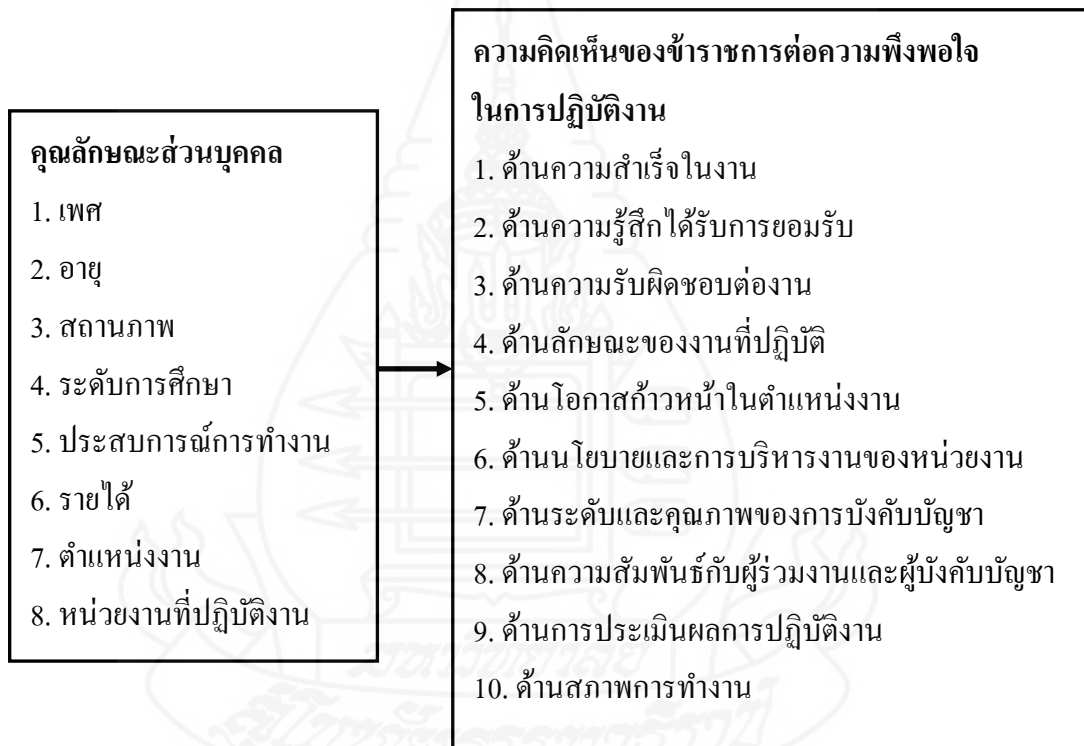 คุณลักษณะส่วนบุคคล
1. เพศ
2. อายุ
3. สถานภาพ
4. ระดับการศึกษา
5. ประสบการณ์การทำงาน
6. รายได้
7. ตำแหน่งงาน
8. หน่วยงานที่ปฏิบัติงาน
ความคิดเห็นของข้าราชการต่อความพึงพอใจ
ในการปฏิบัติงาน
1. ด้านความสำเร็จในงาน
2. ด้านความรู้สึกได้รับการยอมรับ
3. ด้านความรับผิดชอบต่องาน
4. ด้านลักษณะของงานที่ปฏิบัติ
5. ด้านโอกาสก้าวหน้าในตำแหน่งงาน
6. ด้านนโยบายและการบริหารงานของหน่วยงาน
7. ด้านระดับและคุณภาพของการบังคับบัญชา
8. ด้านความสัมพันธ์กับผู้ร่วมงานและผู้บังคับบัญชา
9. ด้านการประเมินผลการปฏิบัติงาน
10. ด้านสภาพการทำงาน